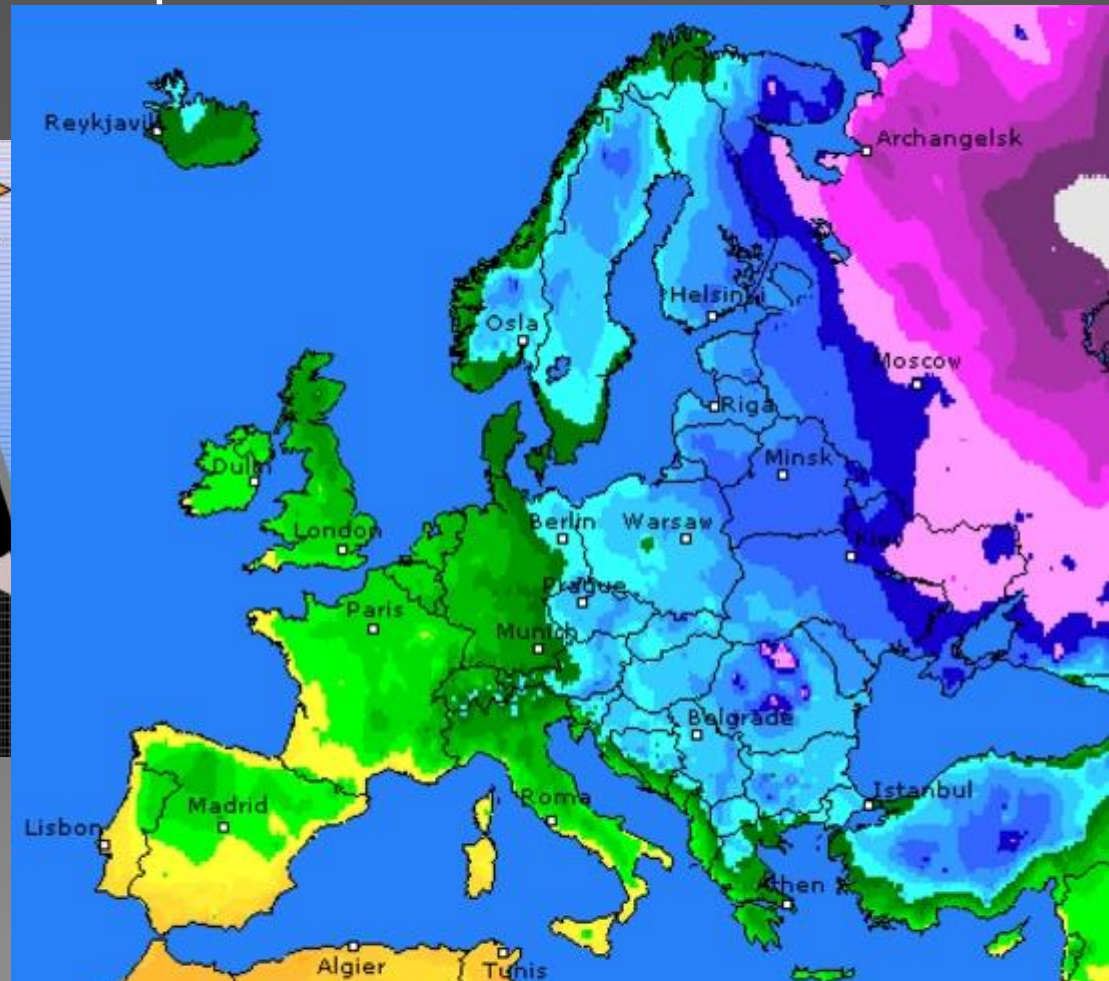 Reykjavik
Archangelsk
Helsinki
Osla
Moscow
Riga
Dulin
Minsk
London
Berlin
Warsaw
Kiev
Prague
Paris
Munich
Belgrade
Istanbul
Roma
Madrid
Lisbon
Athen
Algier
Tunis